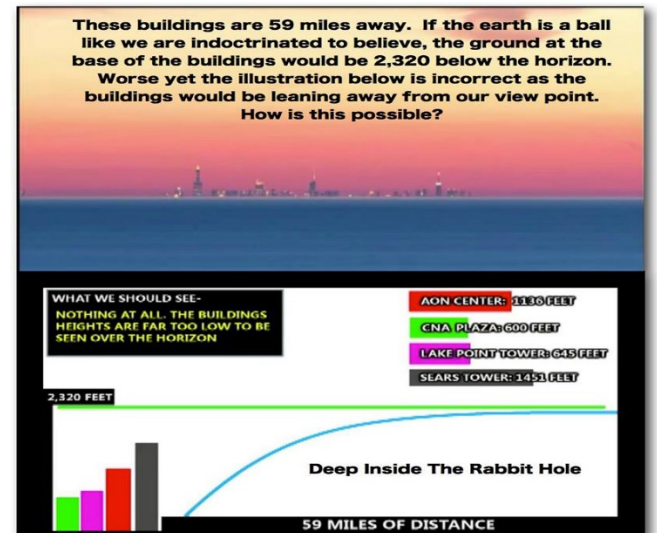 These buildings are 59 miles away.  If the earth is a ball
like we are indoctrinated to believe, the ground at the
base of the buildings would be 2,320 below the horizon.
Worse yet the illustration below is incorrect as the
buildings would be leaning away from our view point.
How is this possible?
WHAT WE SHOULD SEE-
NOTHING AT ALL. THE BUILDINGS
HEIGHTS ARE FAR TOO LOW TO BE
SEEN OVER THE HORIZON
AON CENTER: 1136 FEET
CNA PLAZA: 600 FEET
LAKE POINT TOWER: 645 FEET
SEARS TOWER: 1451 FEET
2,320 FEET
Deep Inside The Rabbit Hole
59 MILES OF DISTANCE